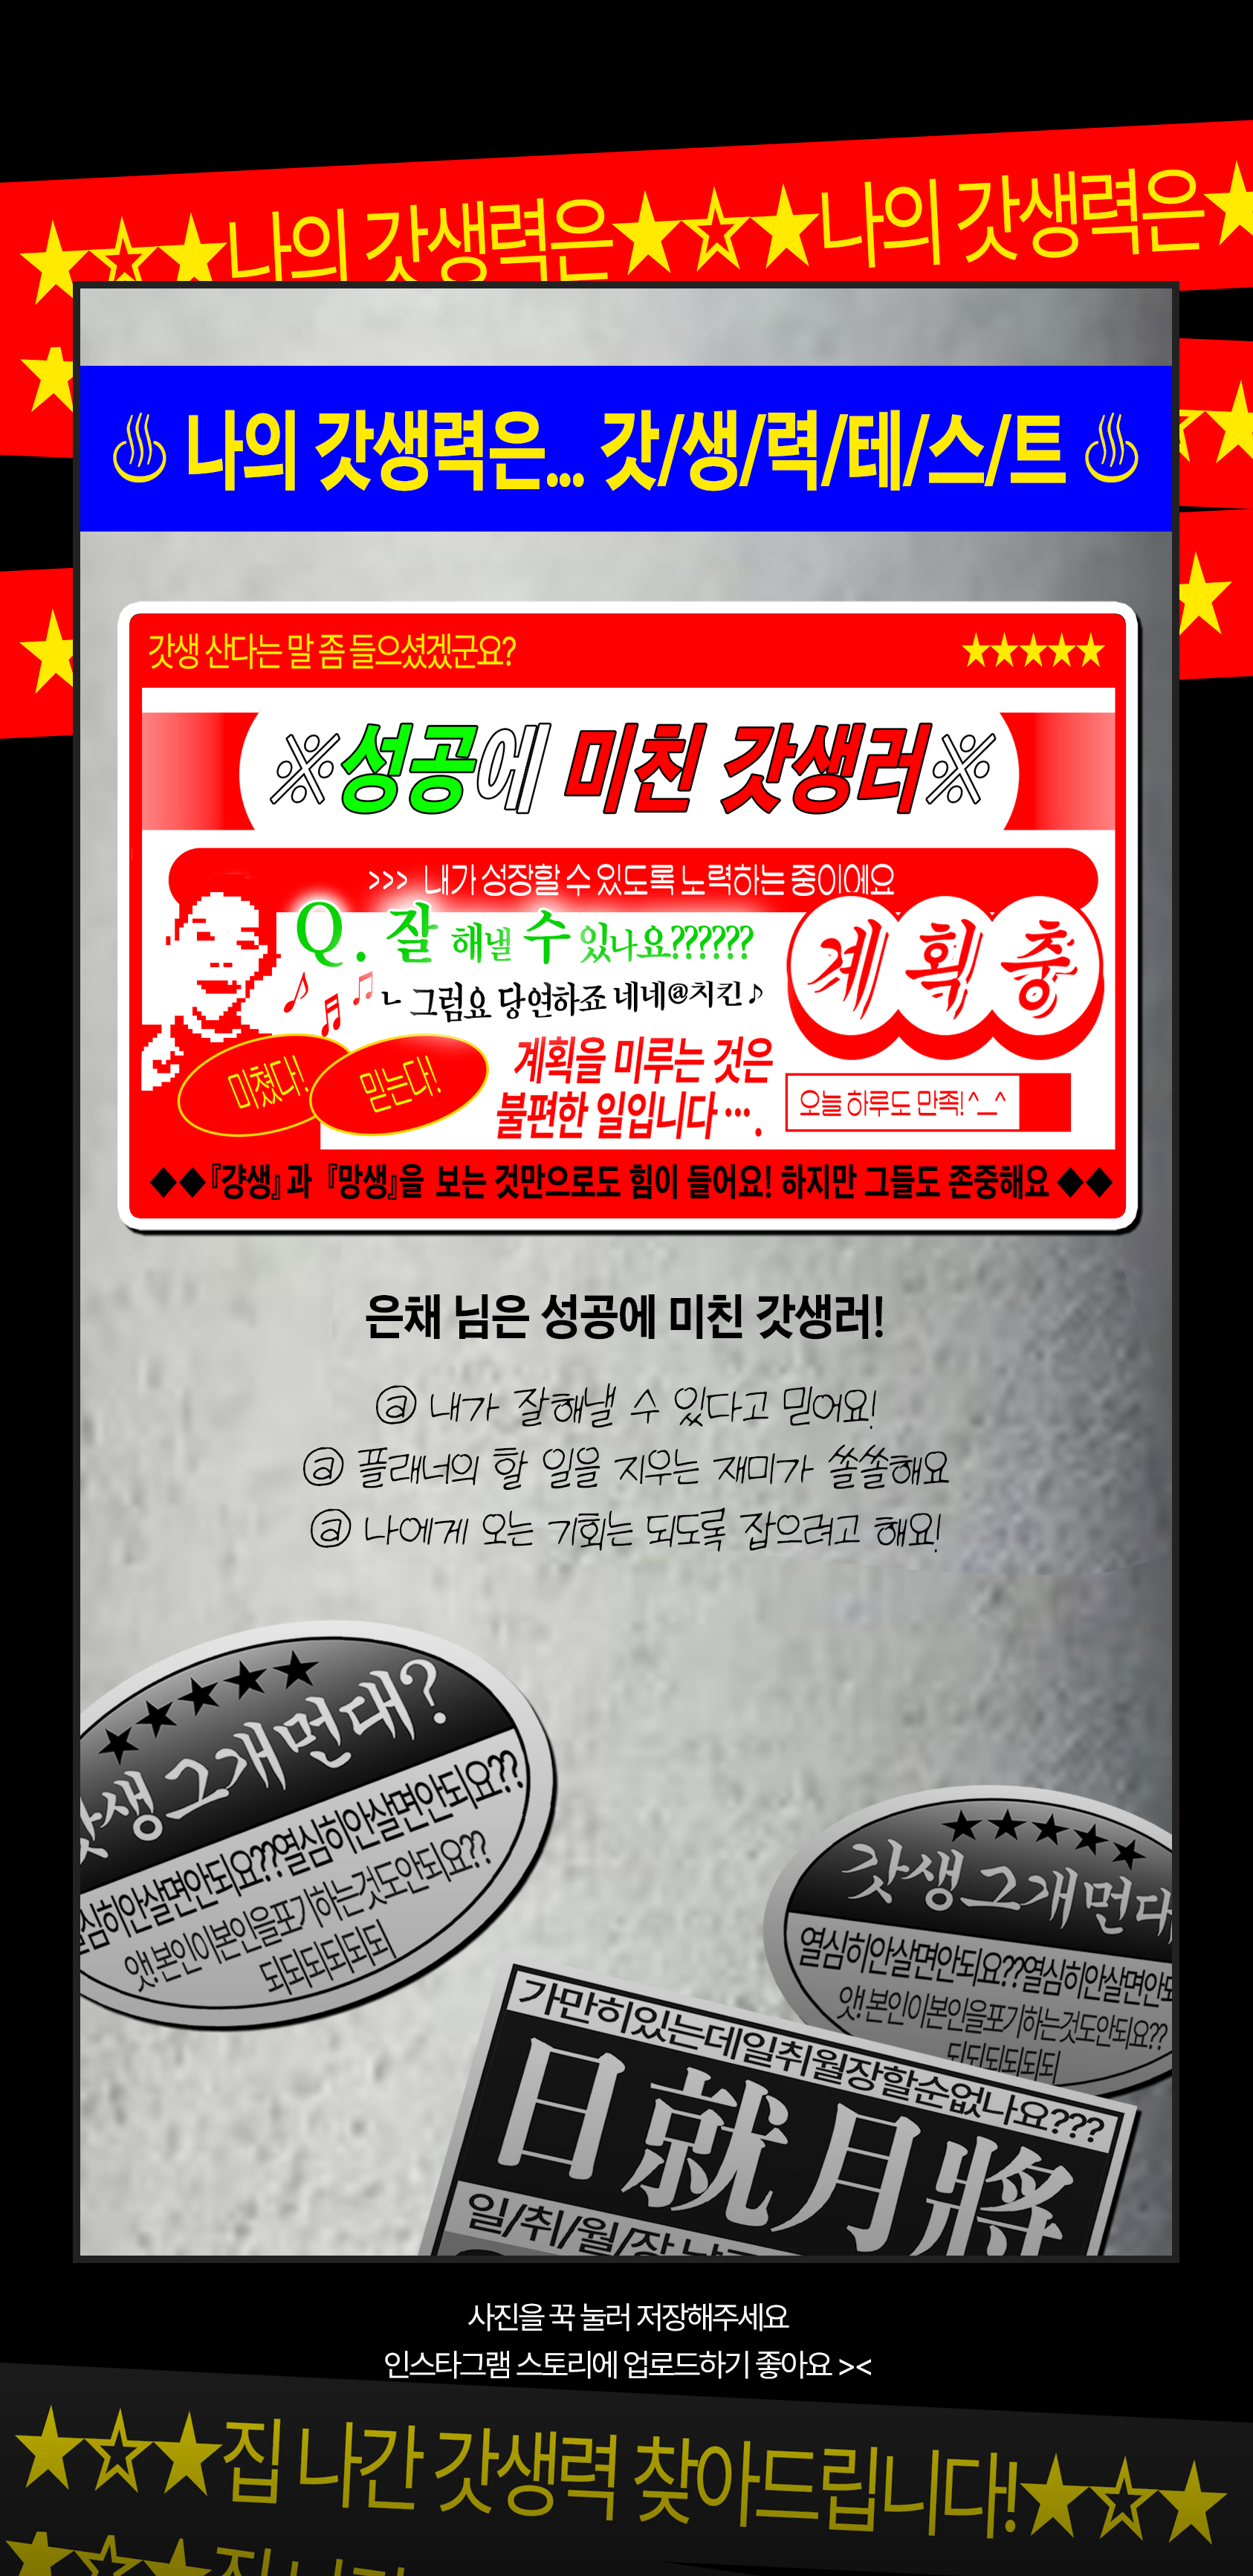 ★☆★나의 갓생력은★☆★나의 갓생력은★
♨ 나의 갓생력은... 갓/생/력/테/스/트 ♨
갓생 산다는 말 좀 들으셨겠군요?
★★★★★
※성공에 미친 갓생러※
>>> 내가 성장할 수 있도록 노력하는 중이에요
Q. 잘 해낼 수 있나요??????
ㄴ 그럼요 당연하죠 네네@치킨♪
계획충
미쳤다!
믿는다!
계획을 미루는 것은
불편한 일입니다 ···.
오늘 하루도 만족! ^_^
◆◆『걍생』과 『망생』을 보는 것만으로도 힘이 들어요! 하지만 그들도 존중해요 ◆◆
은채 님은 성공에 미친 갓생러!
@ 내가 잘해낼 수 있다고 믿어요!
@ 플래너의 할 일을 지우는 재미가 쏠쏠해요
@ 나에게 오는 기회는 되도록 잡으려고 해요!
★★★★★
갓생 그개먼대?
열심히안살면안되요??열심히안살면안되요??
앗!본인이본인을포기하는것도안되요??
되되되되되되
★★★★★
갓생그개먼대
열심히안살면안되요??열심히안살면안되
앗!본인이본인을포기하는것도안되요??
되되되되되되
가만히있는데일취월장할순없나요???
日就月將
일/취/월/장
사진을 꾹 눌러 저장해주세요
인스타그램 스토리에 업로드하기 좋아요 ><
★☆★집 나간 갓생력 찾아드립니다!★☆★
★☆★집 나간